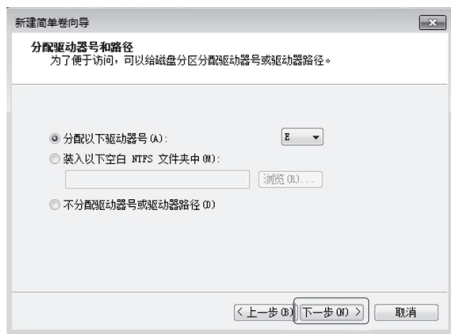 新建简单卷向导
分配驱动器号和路径
为了便于访问，可以给磁盘分区分配驱动器号或驱动器路径。
分配以下驱动器号(A): E
装入以下空白 NTFS 文件夹中(M):
浏览(R)...
不分配驱动器号或驱动器路径(D)
<上一步(B) 下一步(N) > 取消